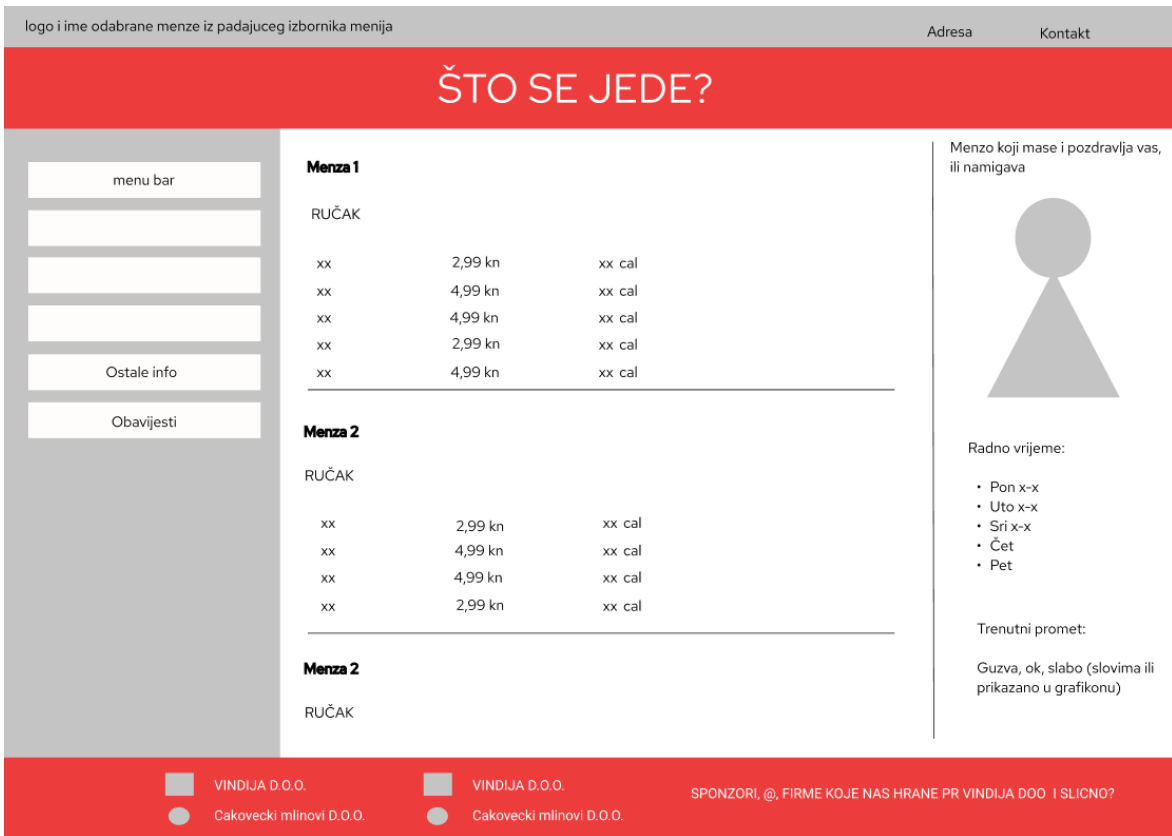 logo i ime odabrane menze iz padajuceg izbornika menija
Adresa
Kontakt
ŠTO SE JEDE?
menu bar
Ostale info
Obavijesti
Menza 1
RUČAK
xx 2,99 kn xx cal
xx 4,99 kn xx cal
xx 4,99 kn xx cal
xx 2,99 kn xx cal
xx 4,99 kn xx cal
Menza 2
RUČAK
xx 2,99 kn xx cal
xx 4,99 kn xx cal
xx 4,99 kn xx cal
xx 2,99 kn xx cal
Menza 2
RUČAK
Menzo koji mase i pozdravlja vas,
ili namigava
Radno vrijeme:
• Pon x-x
• Uto x-x
• Sri x-x
• Čet
• Pet
Trenutni promet:
Guzva, ok, slabo (slovima ili
prikazano u grafikonu)
VINDIJA D.O.O.
Cakovecki mlinovi D.O.O.
VINDIJA D.O.O.
Cakovecki mlinovi D.O.O.
SPONZORI, @, FIRME KOJE NAS HRANE PR VINDIJA DOO I SLICNO?